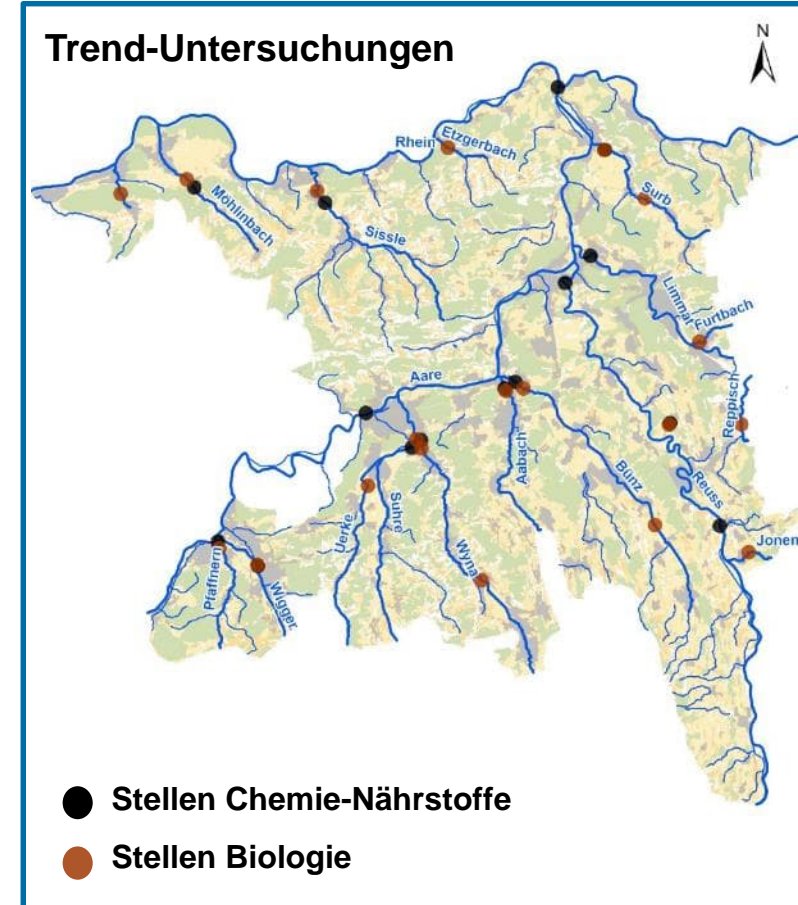 Trend-Untersuchungen
N
Rhein
Etzgerbach
Möhlinbach
Surb
Sissle
Limmat
Furtbach
Aare
Reppisch
Aabach
Bünz
Reuss
Uerke
Suhre
Jonen
Wyna
Pfaffnern
Wigger
Stellen Chemie-Nährstoffe
Stellen Biologie